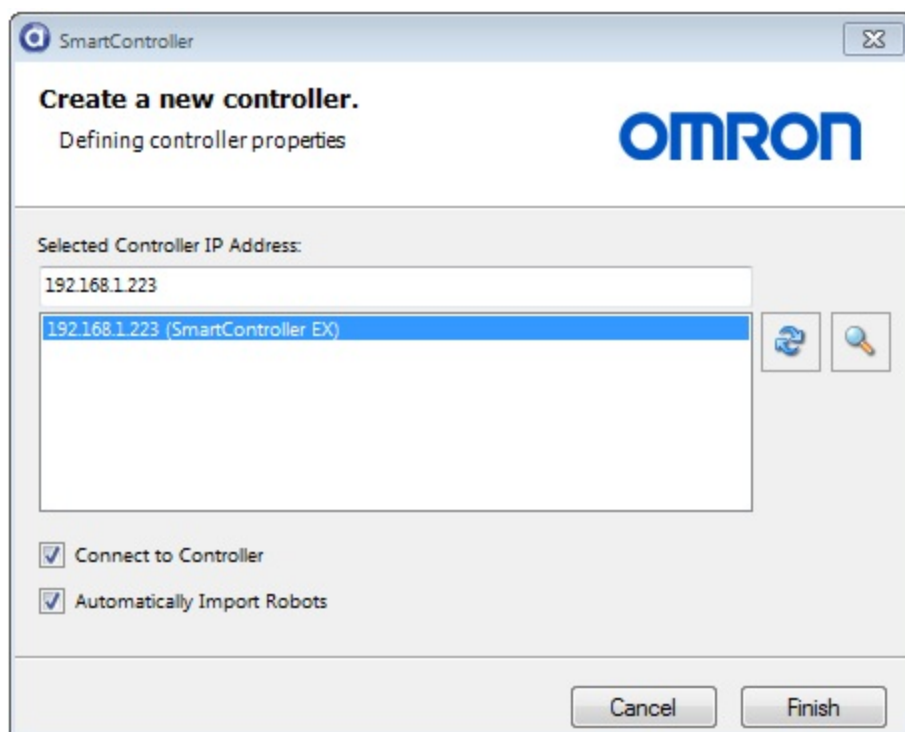 SmartController
Create a new controller.
Defining controller properties
OMRON
Selected Controller IP Address:
192.168.1.223
192.168.1.223 (SmartController EX)
Connect to Controller
Automatically Import Robots
Cancel
Finish